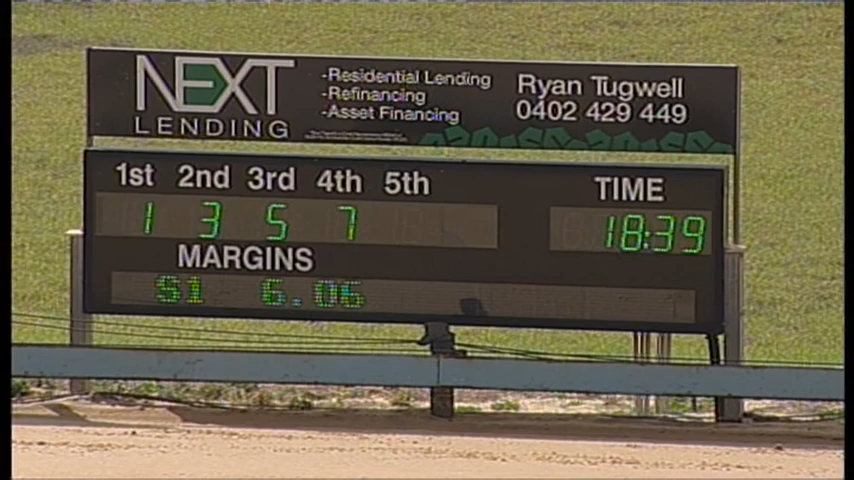 NEXT
LENDING
-Residential Lending
-Refinancing
-Asset Financing
Ryan Tugwell
0402 429 449
1st 2nd 3rd 4th 5th
1 3 5 7
TIME
18:39
MARGINS
S1 6.06